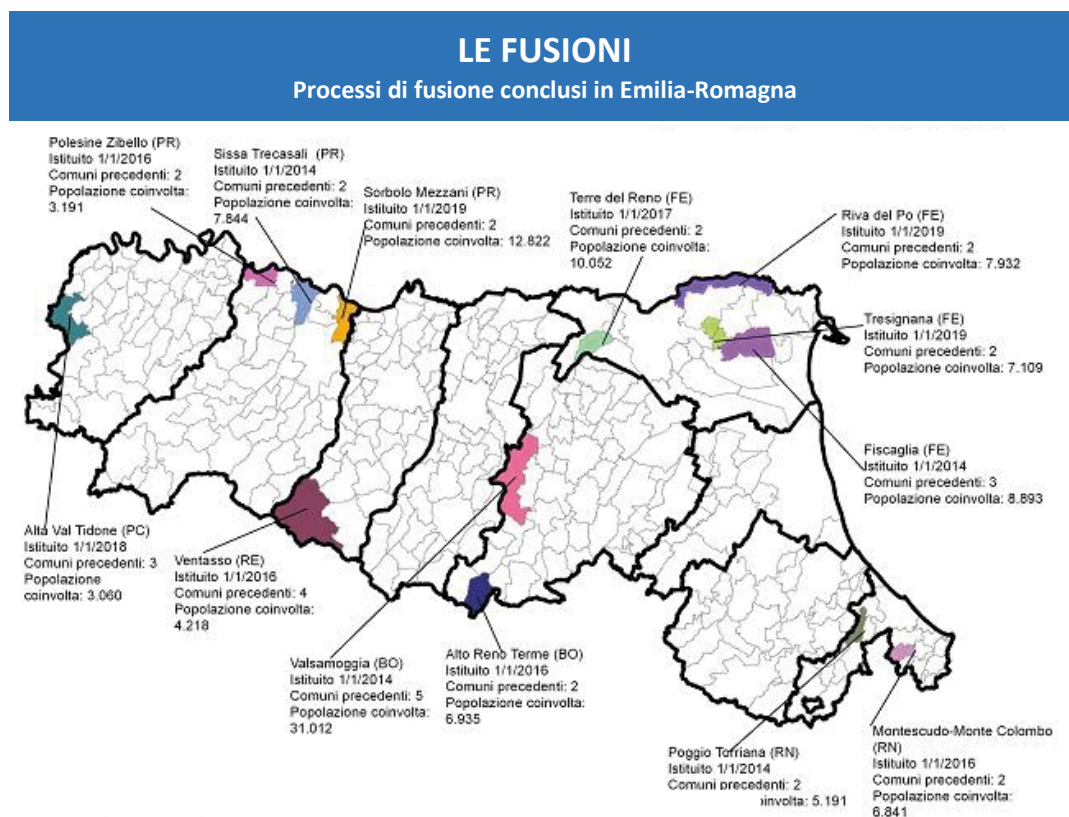 LE FUSIONI
Processi di fusione conclusi in Emilia-Romagna
Polesine Zibello (PR)
Istituito 1/1/2016
Comuni precedenti: 2
Popolazione coinvolta:
3.191
Sissa Trecasali (PR)
Istituito 1/1/2014
Comuni precedenti: 2
Popolazione coinvolta:
7.844
Sorbolo Mezzani (PR)
Istituito 1/1/2019
Comuni precedenti: 2
Popolazione coinvolta: 12.822
Terre del Reno (FE)
Istituito 1/1/2017
Comuni precedenti: 2
Popolazione coinvolta:
10.052
Riva del Po (FE)
Istituito 1/1/2019
Comuni precedenti: 2
Popolazione coinvolta: 7.932
Tresignana (FE)
Istituito 1/1/2019
Comuni precedenti: 2
Popolazione coinvolta: 7.109
Fiscaglia (FE)
Istituito 1/1/2014
Comuni precedenti: 3
Popolazione coinvolta: 8.893
Alta Val Tidone (PC)
Istituito 1/1/2018
Comuni precedenti: 3
Popolazione
coinvolta: 3.060
Ventasso (RE)
Istituito 1/1/2016
Comuni precedenti: 4
Popolazione coinvolta:
4.218
Valsamoggia (BO)
Istituito 1/1/2014
Comuni precedenti: 5
Popolazione coinvolta:
31.012
Alto Reno Terme (BO)
Istituito 1/1/2016
Comuni precedenti: 2
Popolazione coinvolta:
6.935
Poggio Torriana (RN)
Istituito 1/1/2014
Comuni precedenti: 2
involta: 5.191
Montescudo-Monte Colombo
(RN)
Istituito 1/1/2016
Comuni precedenti: 2
Popolazione coinvolta:
6.841